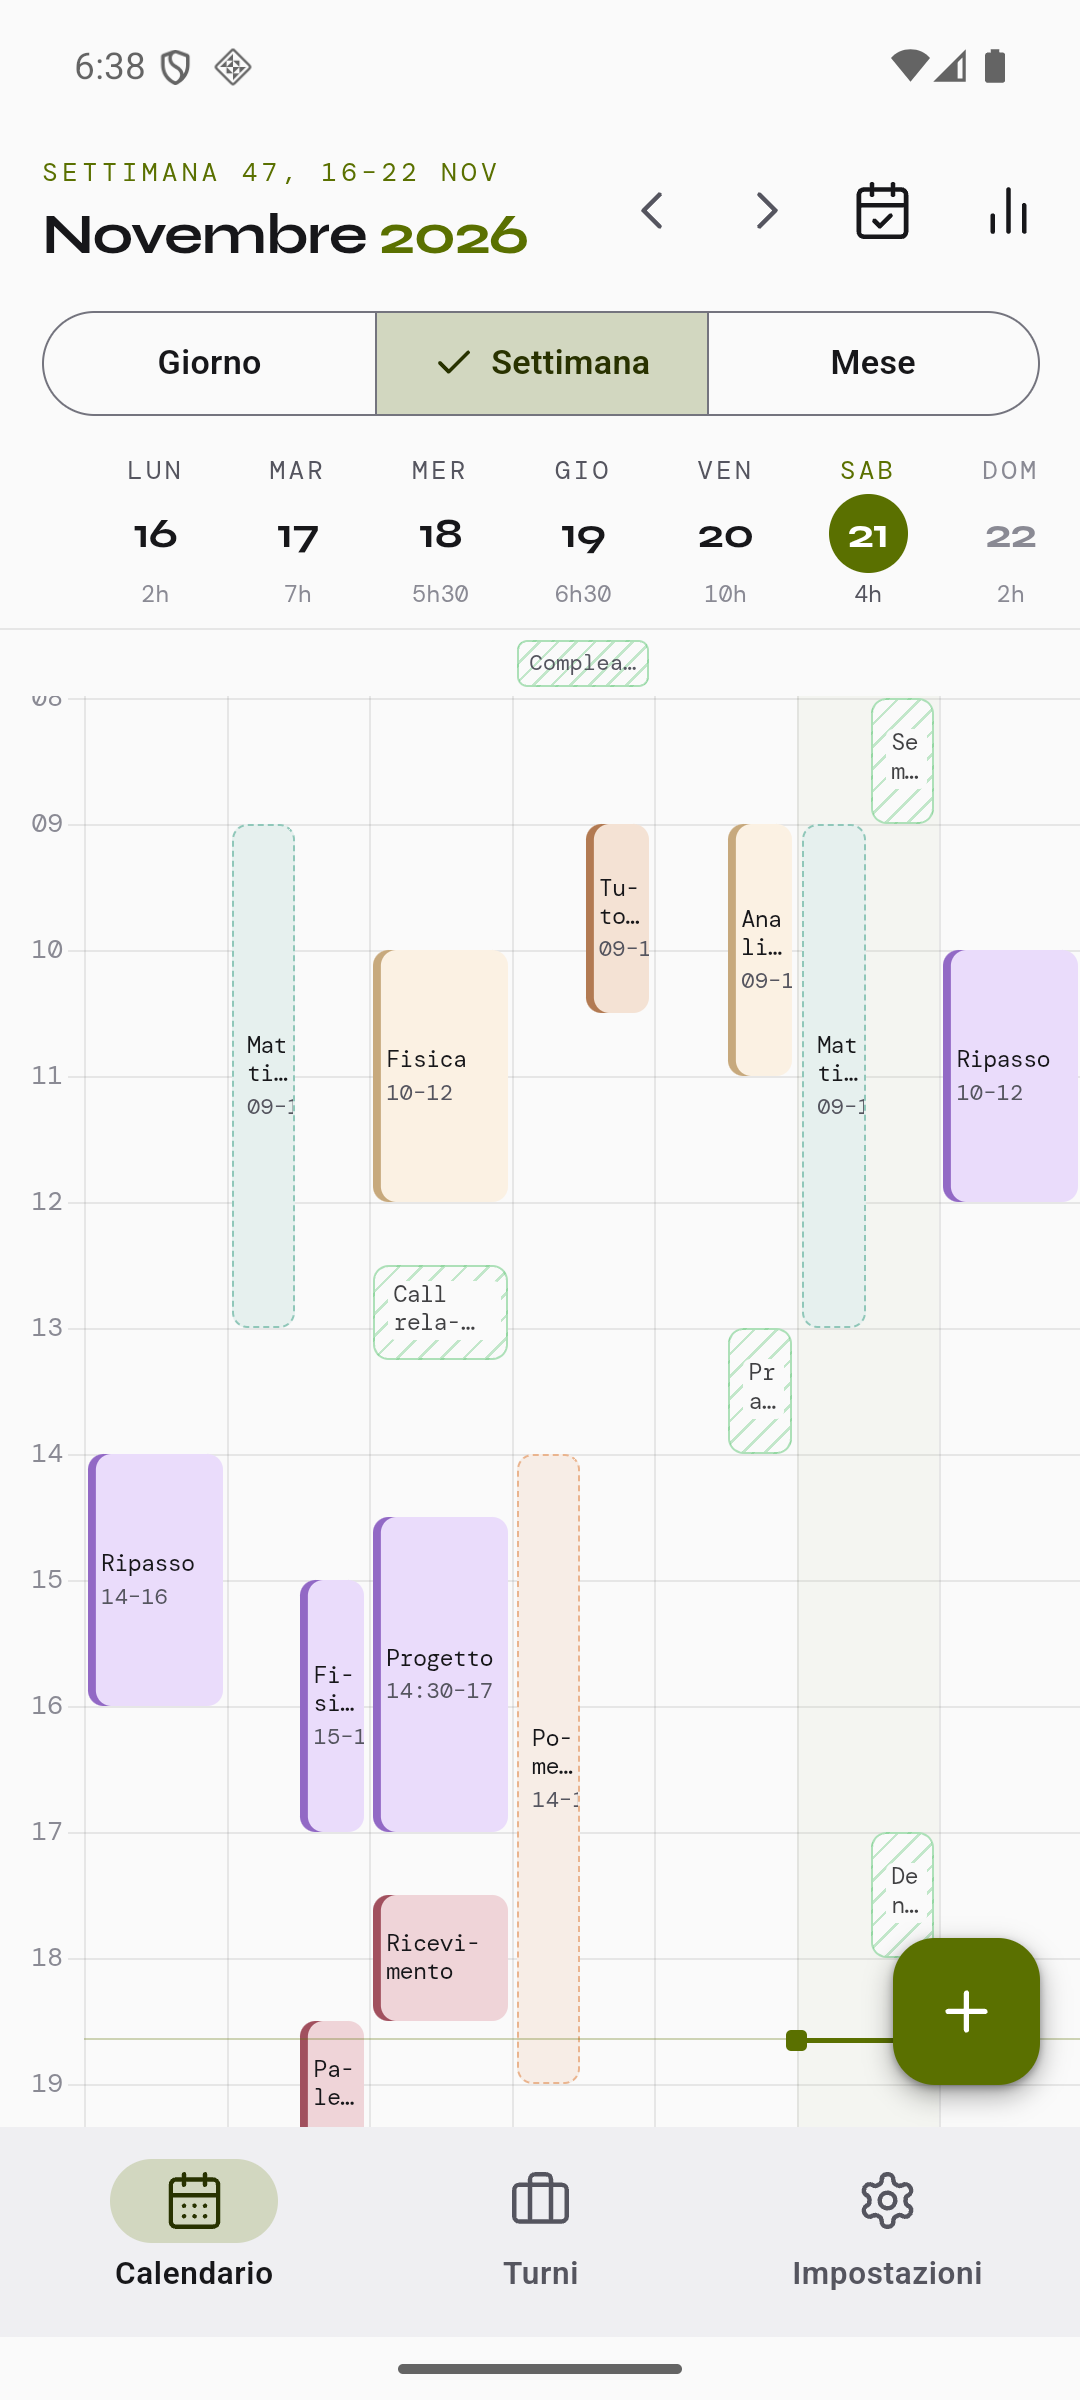 6:38
SETTIMANA 47, 16-22 NOV
Novembre 2026
Giorno
Settimana
Mese
LUN MAR MER GIO VEN SAB DOM
16 17 18 19 20 21 22
2h 7h 5h30 6h30 10h 4h 2h
Complea…
08
Se
m…
09
Tu-
to…
09-1
Ana
li…
09-1
10
Mat
ti…
09-1
Fisica
10-12
Mat
ti…
09-1
Ripasso
10-12
11
12
Call
rela-…
13
Pr
a…
14
Ripasso
14-16
15
Fi-
si…
15-1
Progetto
14:30-17
16
Po-
me…
14-1
17
De
n…
Ricevi-
mento
18
Pa-
le…
19
Calendario
Turni
Impostazioni